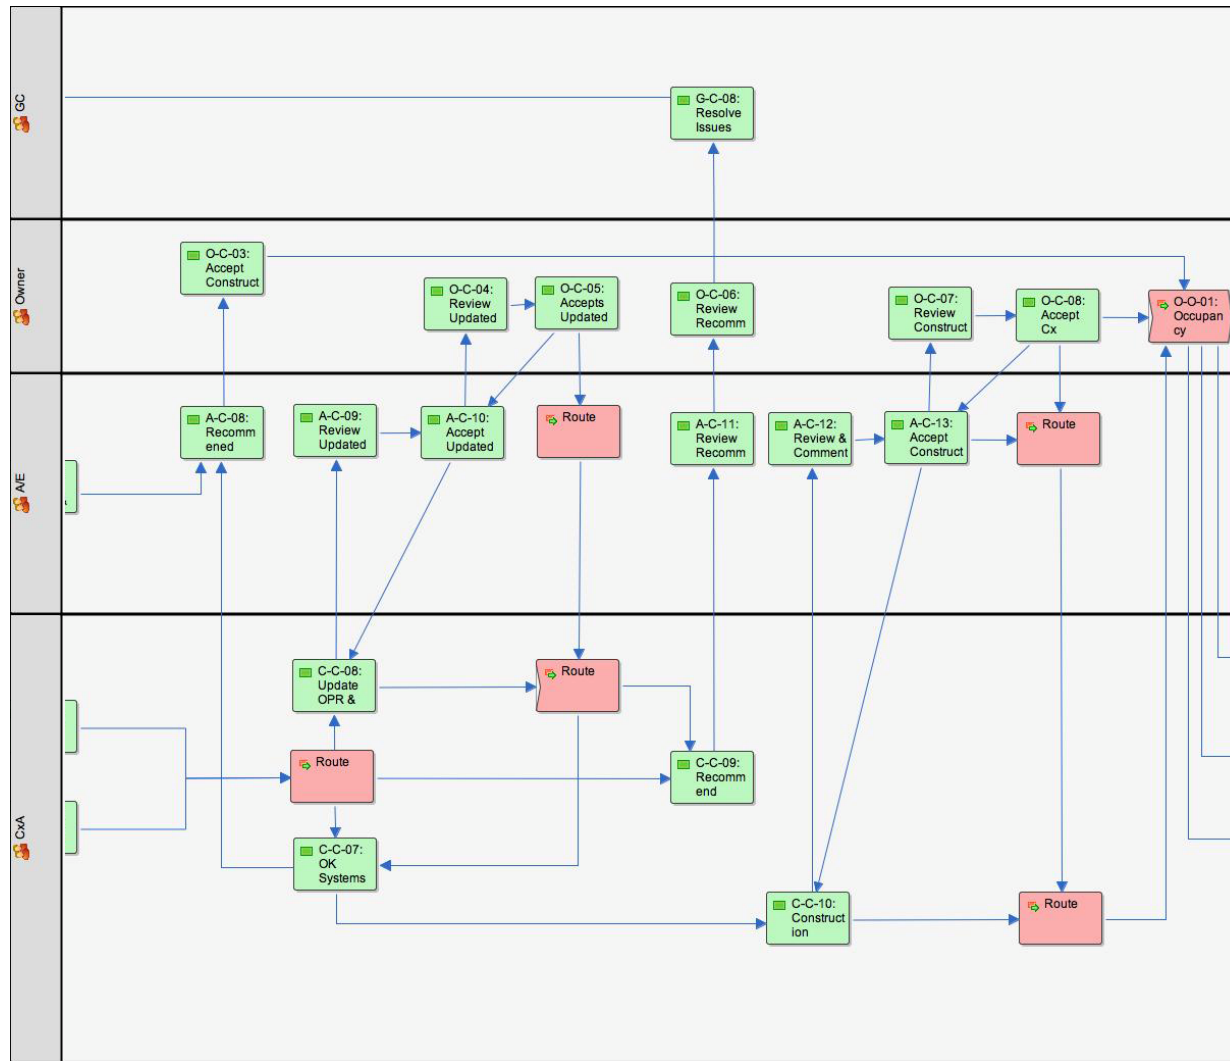 GC
G-C-08:
Resolve
Issues
Owner
O-C-03:
Accept
Construct
O-C-04:
Review
Updated
O-C-05:
Accepts
Updated
O-C-06:
Review
Recomm
O-C-07:
Review
Construct
O-C-08:
Accept
Cx
O-O-01:
Occupan
cy
A/E
A-C-08:
Recomm
ened
A-C-09:
Review
Updated
A-C-10:
Accept
Updated
Route
A-C-11:
Review
Recomm
A-C-12:
Review &
Comment
A-C-13:
Accept
Construct
Route
CxA
C-C-08:
Update
OPR &
Route
Route
C-C-09:
Recomm
end
C-C-07:
OK
Systems
C-C-10:
Construct
ion
Route